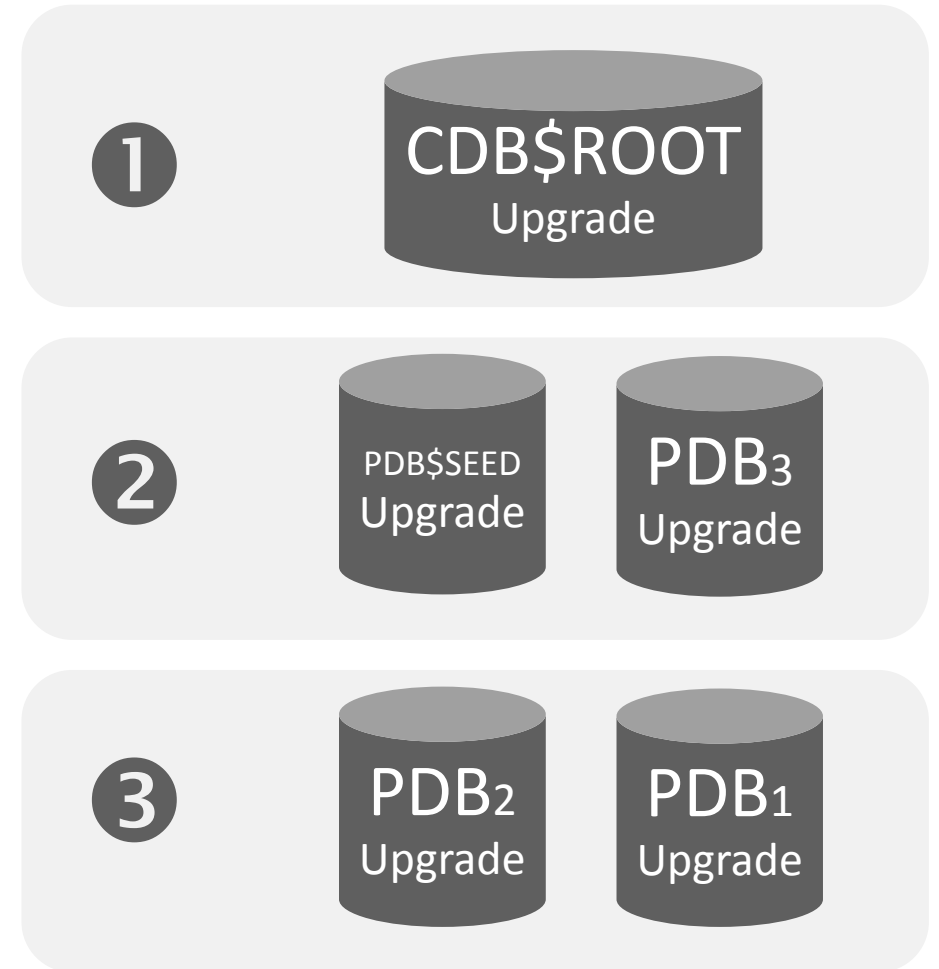 ❶
CDB$ROOT
Upgrade
❷
PDB$SEED
Upgrade
PDB3
Upgrade
❸
PDB2
Upgrade
PDB1
Upgrade